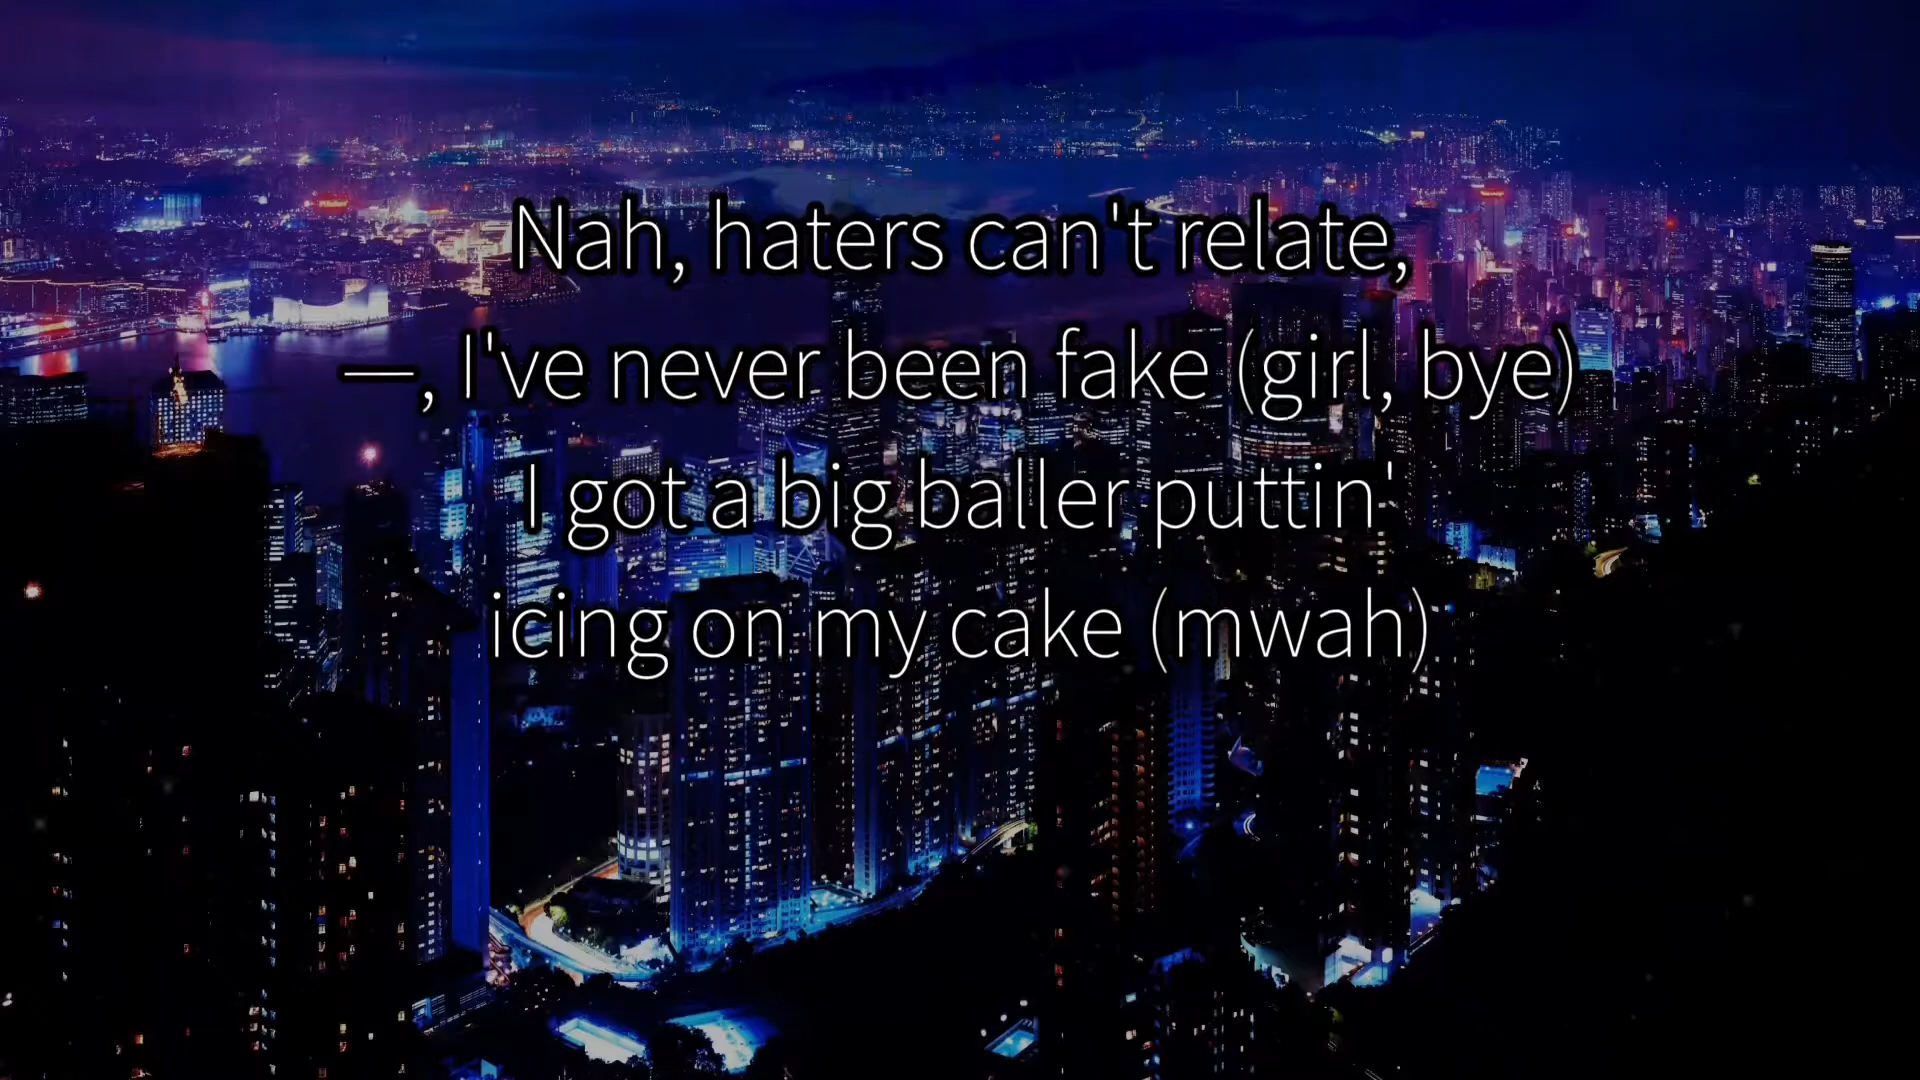 Nah, haters can't relate,
—, I've never been fake (girl, bye)
I got a big baller puttin'
icing on my cake (mwah)